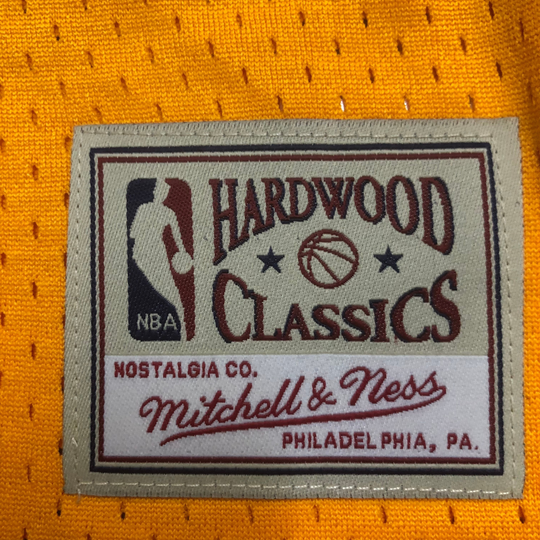 HARDWOOD
CLASSICS
NBA
NOSTALGIA CO.
Mitchell & Ness
PHILADELPHIA, PA.